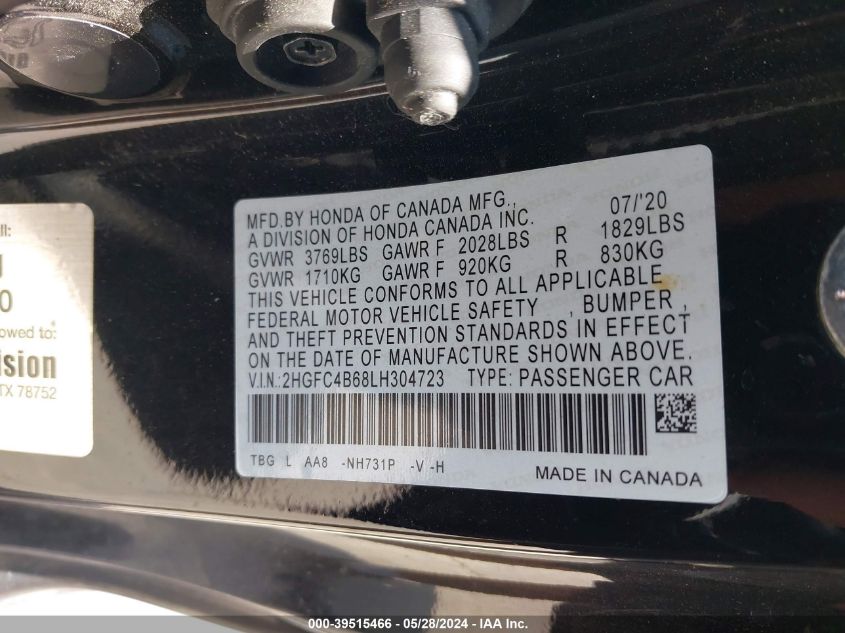 ll:
0
owed to:
ision
TX 78752
MFD.BY HONDA OF CANADA MFG., 07/'20
A DIVISION OF HONDA CANADA INC.
GVWR 3769LBS GAWR F 2028LBS R 1829LBS
GVWR 1710KG GAWR F 920KG R 830KG
THIS VEHICLE CONFORMS TO ALL APPLICABLE
FEDERAL MOTOR VEHICLE SAFETY , BUMPER ,
AND THEFT PREVENTION STANDARDS IN EFFECT
ON THE DATE OF MANUFACTURE SHOWN ABOVE.
V.I.N.: 2HGFC4B68LH304723 TYPE: PASSENGER CAR
TBG L AA8 -NH731P -V -H
MADE IN CANADA
000-39515466 | 05/28/2024 | IAA Inc.